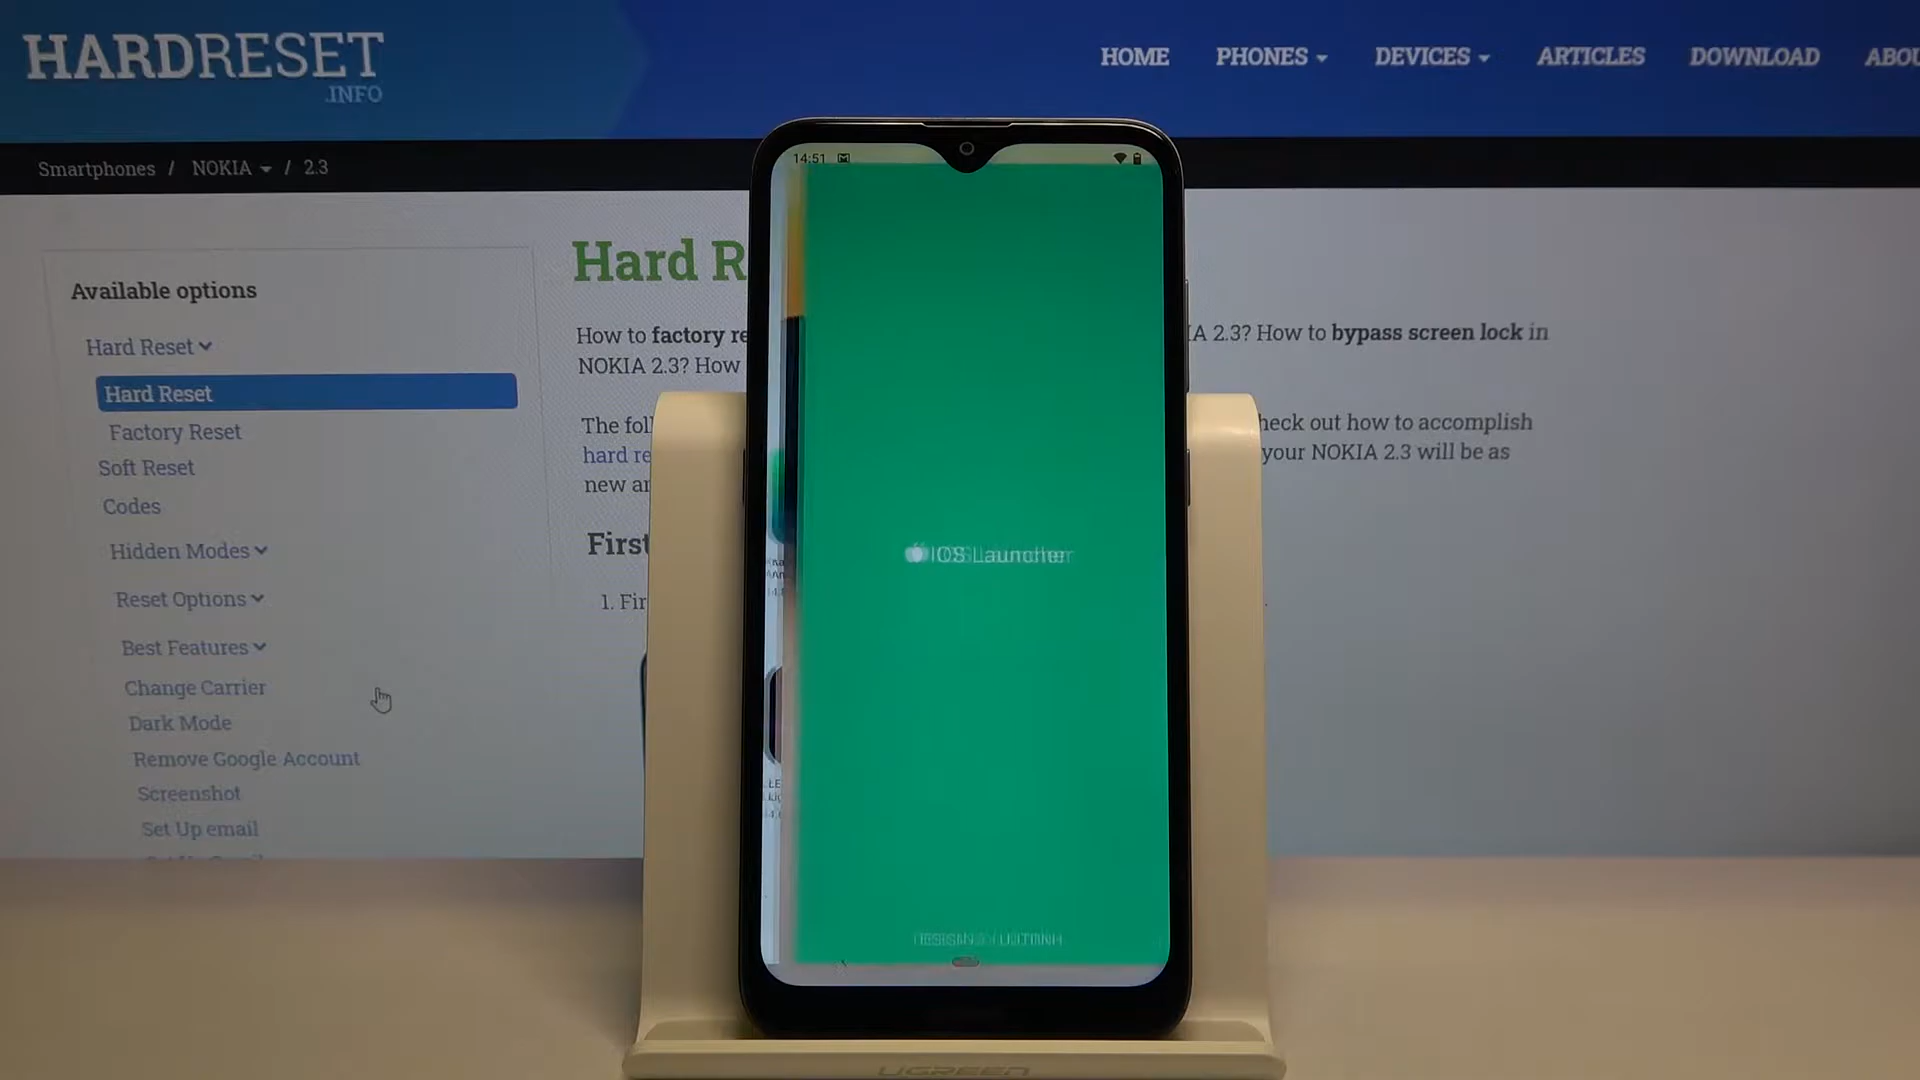 HARDRESET
.INFO
HOME PHONES DEVICES ARTICLES DOWNLOAD
Smartphones / NOKIA / 2.3
Available options
Hard Reset
Hard Reset
Factory Reset
Soft Reset
Codes
Hidden Modes
Reset Options
Best Features
Change Carrier
Dark Mode
Remove Google Account
Screenshot
Set Up email
Hard R
How to factory re
2.3? How to bypass screen lock in
NOKIA 2.3? How
The foll
heck out how to accomplish
hard re
your NOKIA 2.3 will be as
new an
First
1. Fir
14:51
IOS Launcher
UGREEN